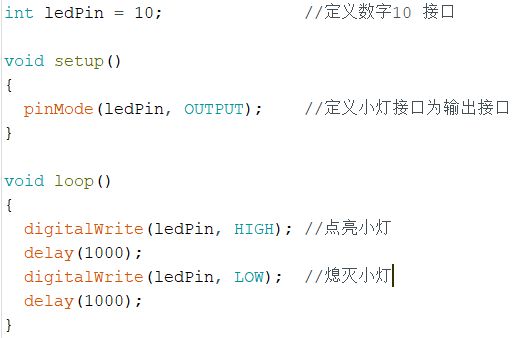 int ledPin = 10;              //定义数字10 接口
void setup()
{
  pinMode(ledPin, OUTPUT);    //定义小灯接口为输出接口
}
void loop()
{
  digitalWrite(ledPin, HIGH); //点亮小灯
  delay(1000);
  digitalWrite(ledPin, LOW);  //熄灭小灯
  delay(1000);
}